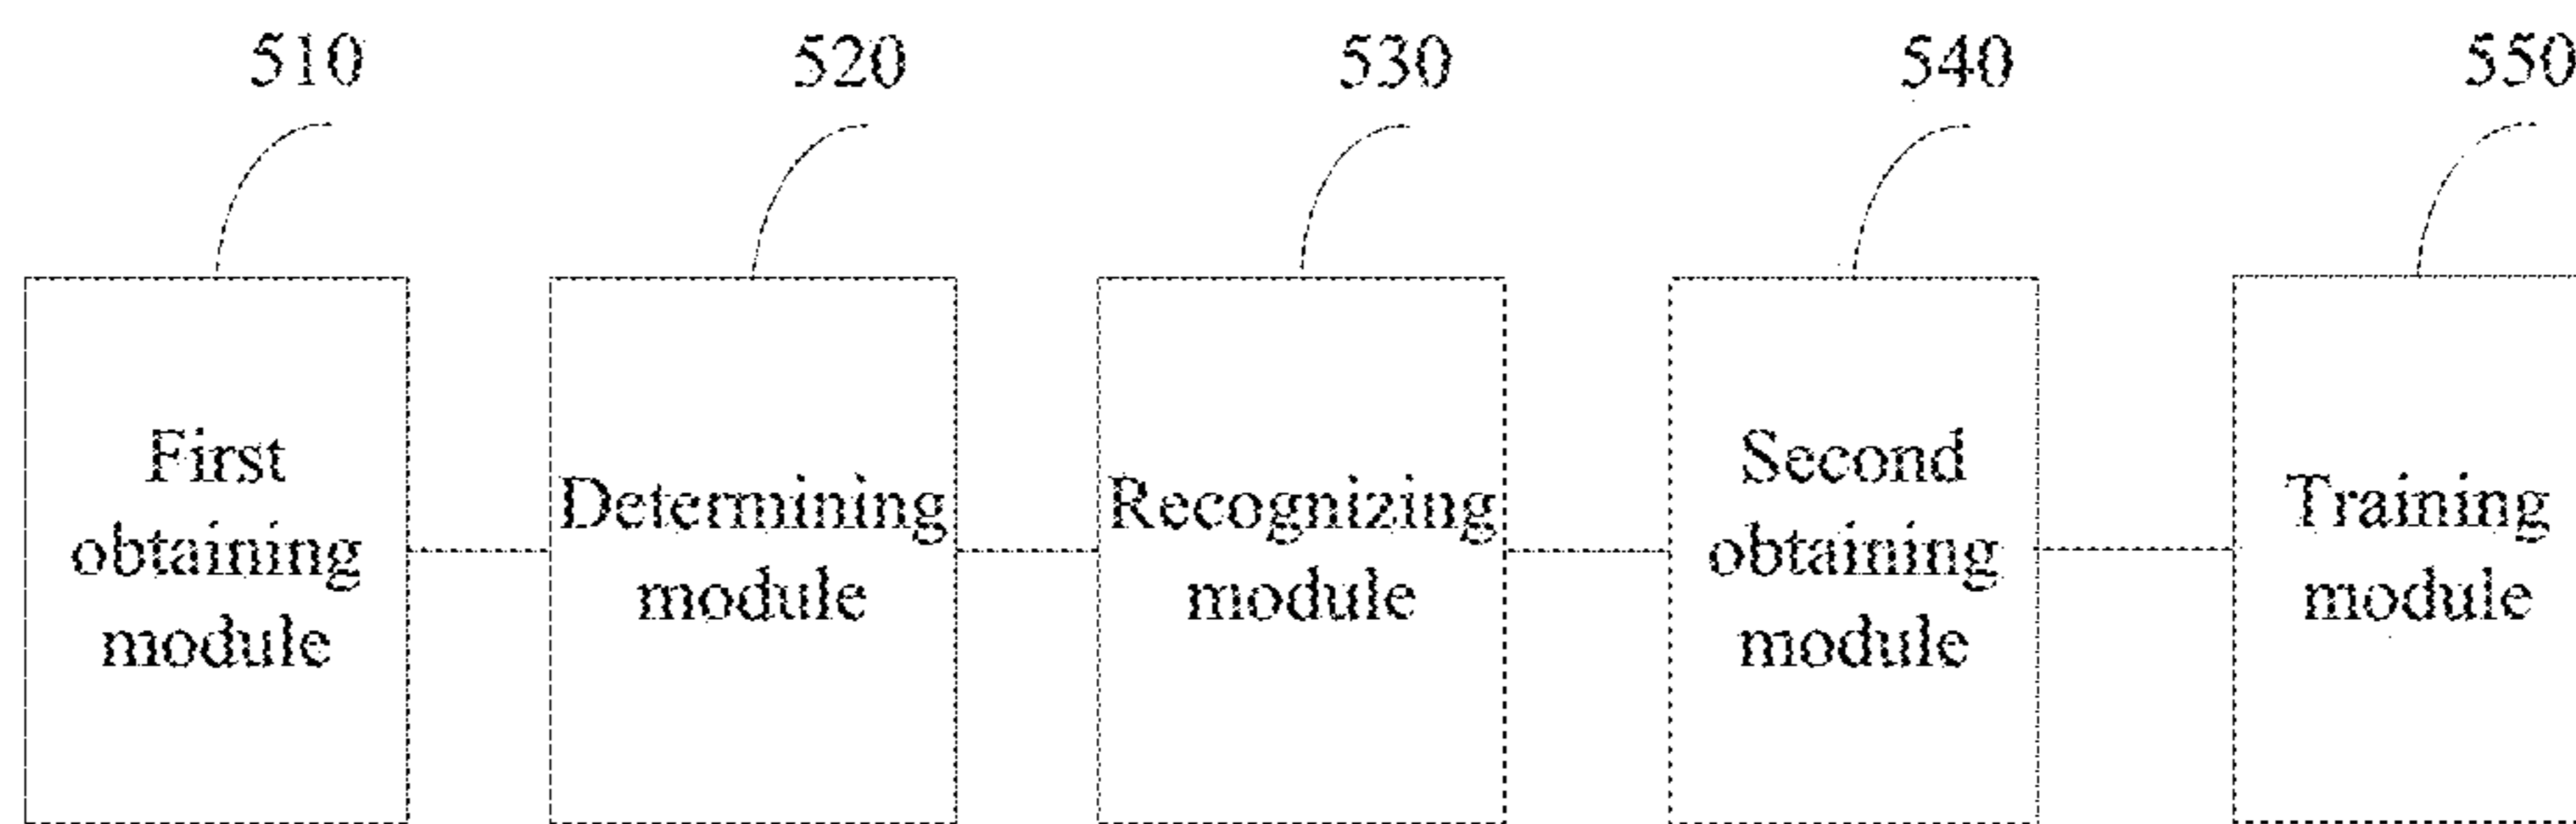 510
520
530
540
550
First
obtaining
module
Determining
module
Recognizing
module
Second
obtaining
module
Training
module